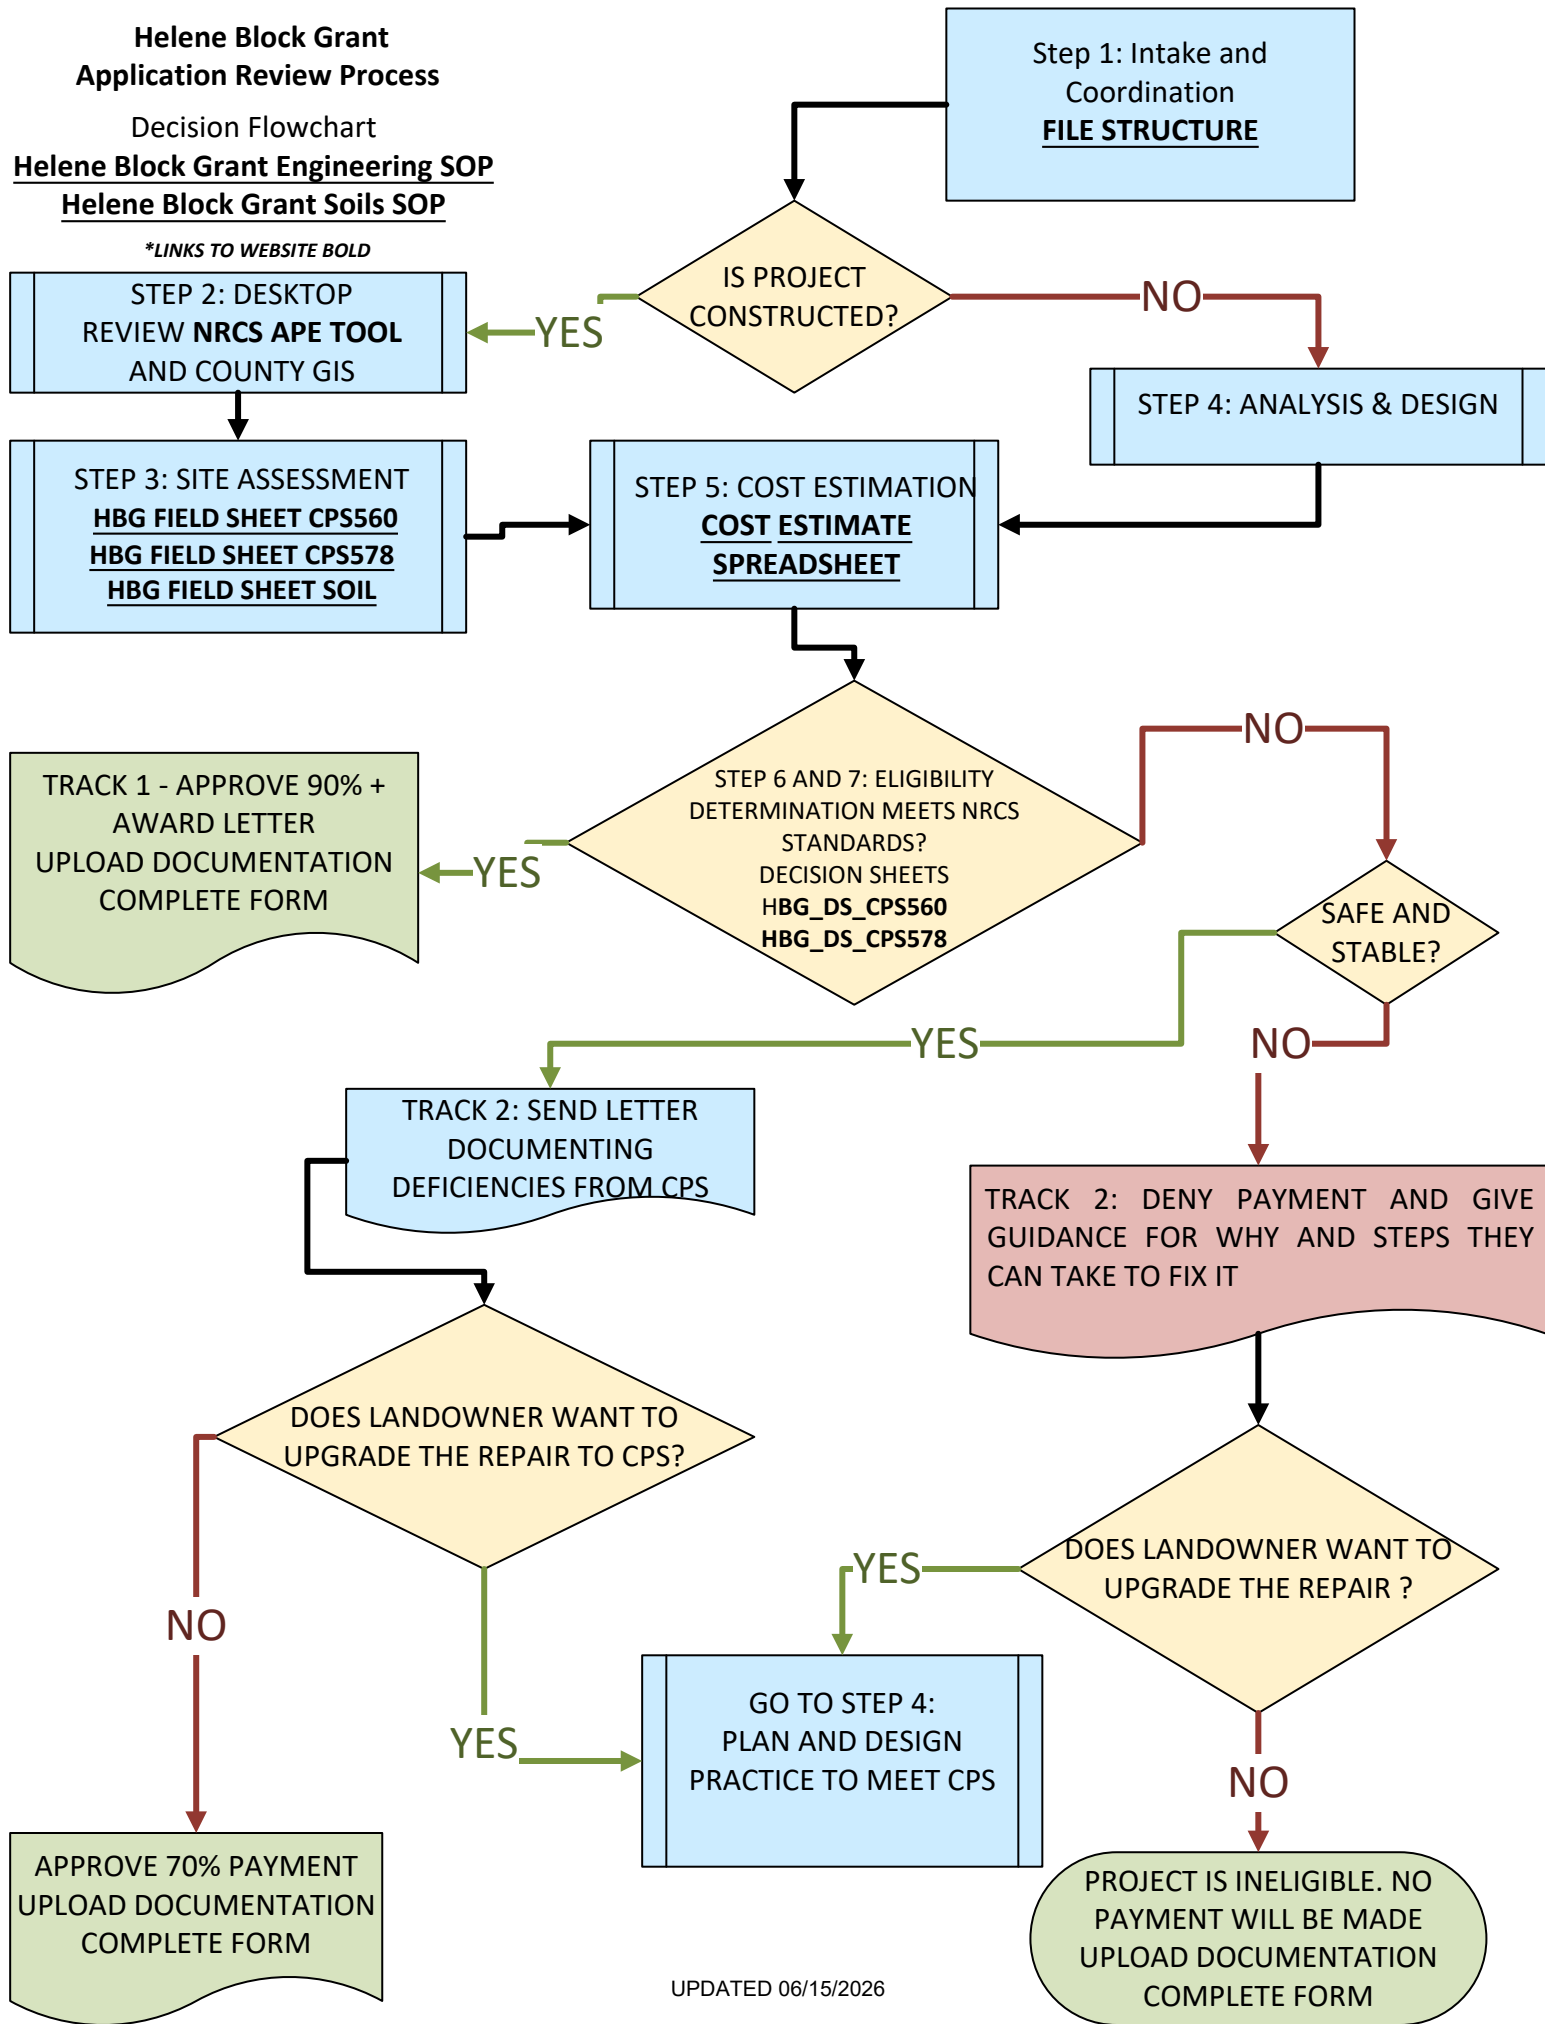 Helene Block Grant
Application Review Process
Decision Flowchart
Helene Block Grant Engineering SOP
Helene Block Grant Soils SOP
*LINKS TO WEBSITE BOLD
Step 1: Intake and
Coordination
FILE STRUCTURE
IS PROJECT
CONSTRUCTED?
YES
NO
STEP 2: DESKTOP
REVIEW NRCS APE TOOL
AND COUNTY GIS
STEP 4: ANALYSIS & DESIGN
STEP 3: SITE ASSESSMENT
HBG FIELD SHEET CPS560
HBG FIELD SHEET CPS578
HBG FIELD SHEET SOIL
STEP 5: COST ESTIMATION
COST ESTIMATE
SPREADSHEET
STEP 6 AND 7: ELIGIBILITY
DETERMINATION MEETS NRCS
STANDARDS?
DECISION SHEETS
HBG_DS_CPS560
HBG_DS_CPS578
YES
NO
TRACK 1 - APPROVE 90% +
AWARD LETTER
UPLOAD DOCUMENTATION
COMPLETE FORM
SAFE AND
STABLE?
YES
NO
TRACK 2: SEND LETTER
DOCUMENTING
DEFICIENCIES FROM CPS
TRACK 2: DENY PAYMENT AND GIVE
GUIDANCE FOR WHY AND STEPS THEY
CAN TAKE TO FIX IT
DOES LANDOWNER WANT TO
UPGRADE THE REPAIR TO CPS?
NO
YES
DOES LANDOWNER WANT TO
UPGRADE THE REPAIR ?
YES
NO
GO TO STEP 4:
PLAN AND DESIGN
PRACTICE TO MEET CPS
APPROVE 70% PAYMENT
UPLOAD DOCUMENTATION
COMPLETE FORM
PROJECT IS INELIGIBLE. NO
PAYMENT WILL BE MADE
UPLOAD DOCUMENTATION
COMPLETE FORM
UPDATED 06/15/2026